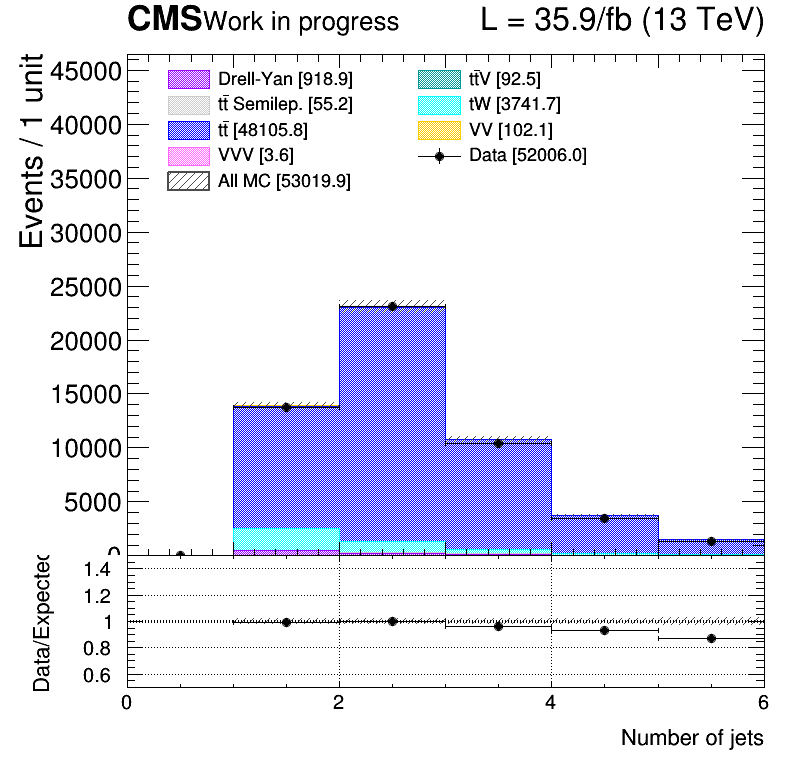 CMS Work in progress L = 35.9/fb (13 TeV)
Events / 1 unit
45000
40000
35000
30000
25000
20000
15000
10000
5000
0
Drell-Yan [918.9]
tt̄ Semilep. [55.2]
tt̄ [48105.8]
VVV [3.6]
All MC [53019.9]
tt̄V [92.5]
tW [3741.7]
VV [102.1]
Data [52006.0]
Data/Expected
1.4
1.2
1
0.8
0.6
0 2 4 6
Number of jets